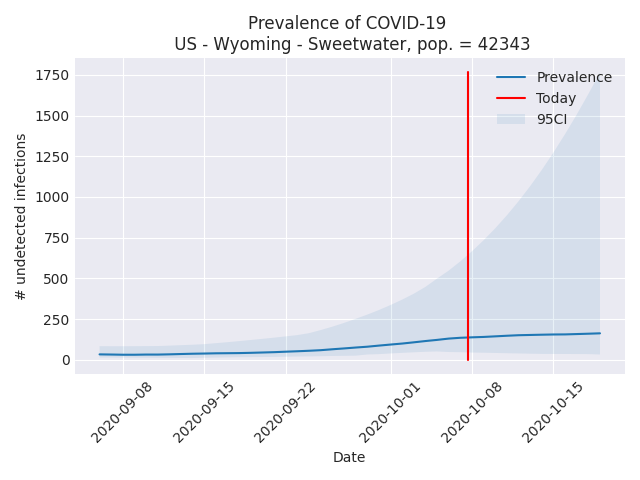 Prevalence of COVID-19
US - Wyoming - Sweetwater, pop. = 42343
Prevalence
Today
95CI
1750
1500
1250
1000
750
500
250
0
# undetected infections
2020-09-08
2020-09-15
2020-09-22
2020-10-01
2020-10-08
2020-10-15
Date